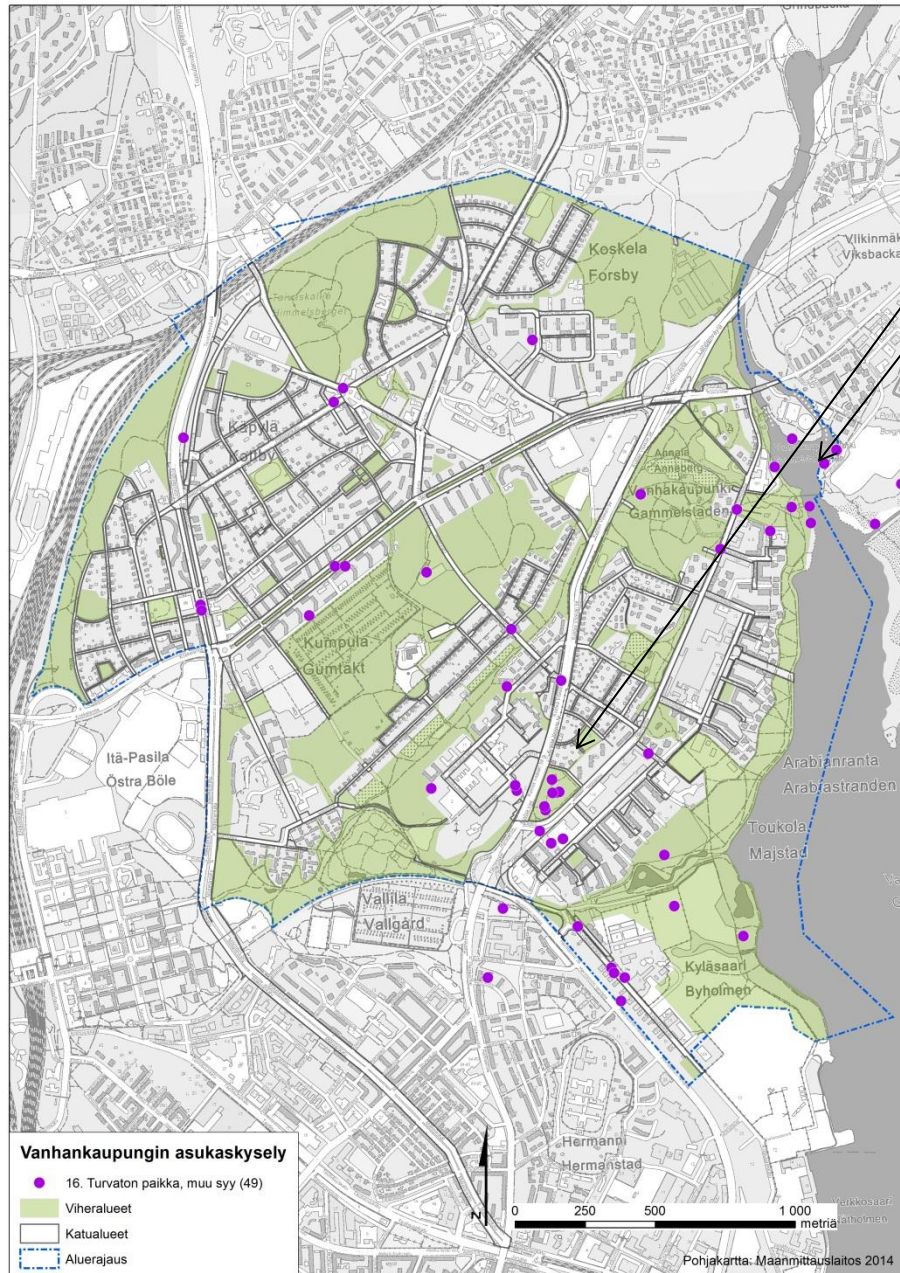 Viikinmäk
Viksbacka
Koskela
Forsby
Käpylä
Kottby
Annala
Anneberg
Vanhakaupunki
Gammelstaden
Kumpula
Gumtäkt
Itä-Pasila
Östra Böle
Arabianranta
Arabiastranden
Toukola
Majstad
Vallila
Vallgård
Kyläsaari
Byholmen
Hermanni
Hermanstad
Vanhankaupungin asukaskysely
16. Turvaton paikka, muu syy (49)
Viheralueet
Katualueet
Aluerajaus
N
0 250 500 1 000
metriä
Pohjakartta: Maanmittauslaitos 2014